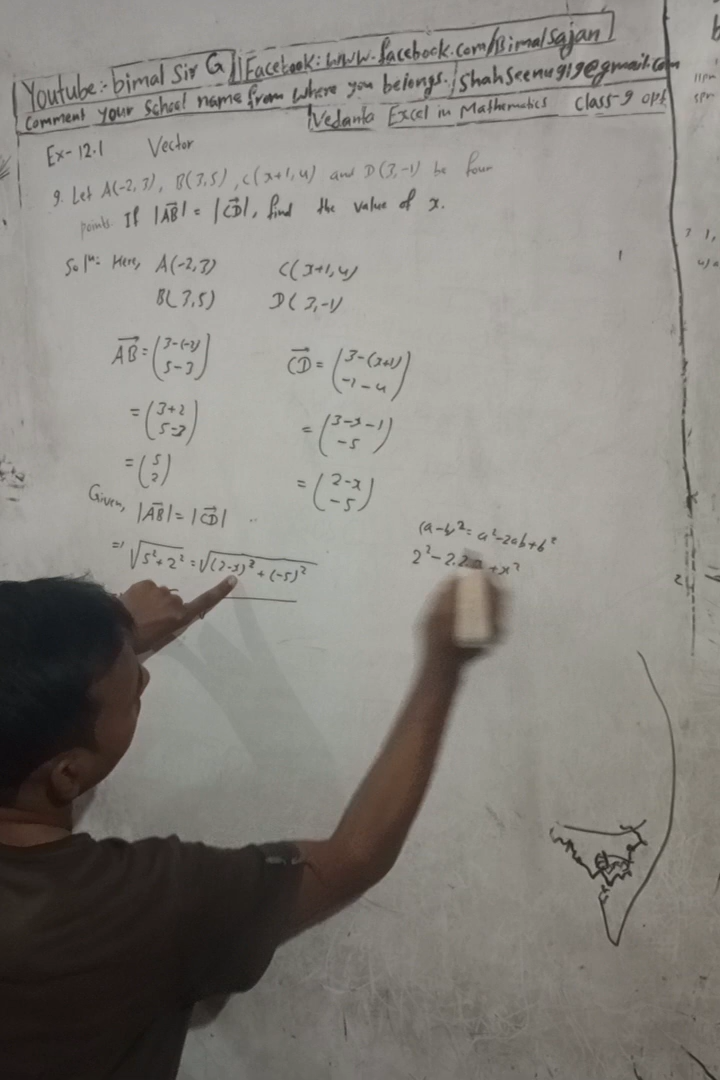 Youtube:- bimal sir G || Facebook: www.facebook.com/BimalSajan
Comment your School name from where you belongs. / Shahseemu919@gmail.com
Vedanta Excel in Mathematics Class-9 opt
Ex-12.1 Vector
9. Let A(-2,3), B(3,5), C(x+1,4) and D(3,-1) be four
points. If |AB| = |CD|, find the value of x.
Solⁿ: Here, A(-2,3) C(x+1,4)
B(3,5) D(3,-1)
AB = (3-(-2) CD = (3-(x+1)
5-3) -1-4)
= (3+2 = (3-x-1
5-3) -5)
= (5 = (2-x
2) -5)
Given, |AB| = |CD|
(a-b)² = a²-2ab+b²
=> √5²+2² = √(2-x)²+(-5)²
2²-2.2 +x²